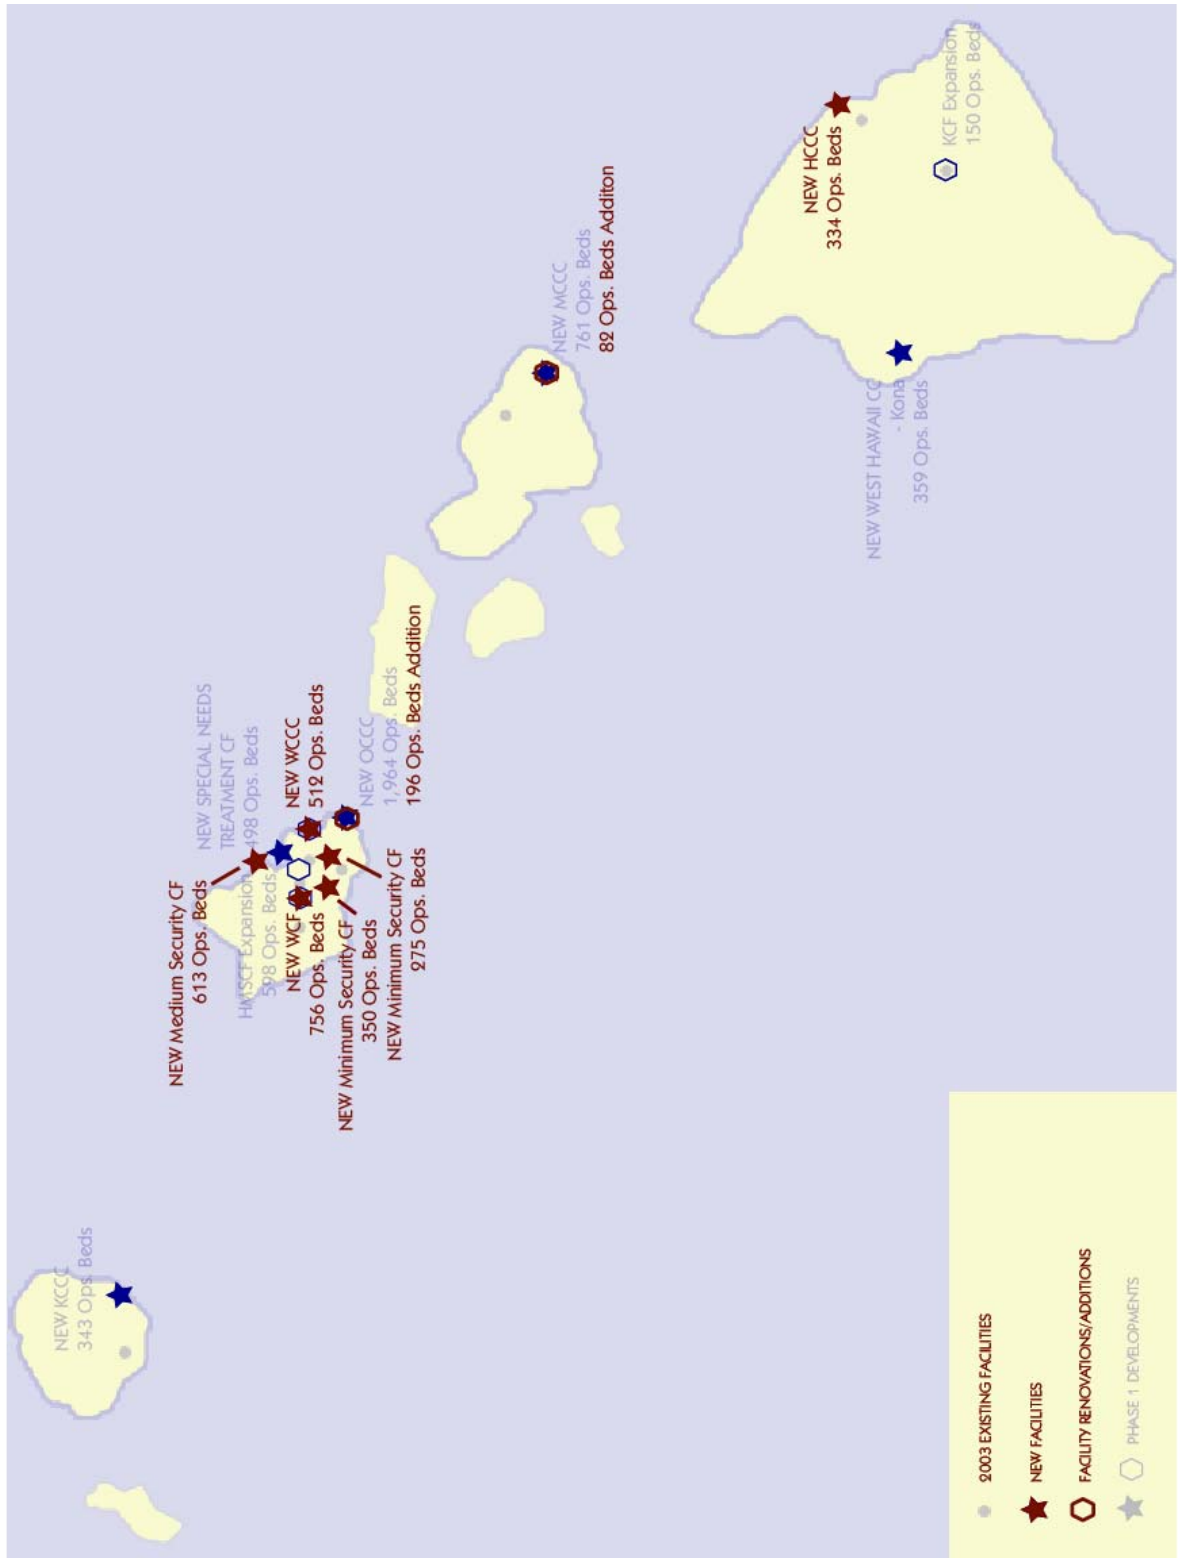 NEW KCCC
343 Ops. Beds
NEW Medium Security CF
613 Ops. Beds
NEW SPECIAL NEEDS
TREATMENT CF
498 Ops. Beds
HMSCF Expansion
598 Ops. Beds
NEW WCCC
512 Ops. Beds
NEW WCF
756 Ops. Beds
NEW Minimum Security CF
350 Ops. Beds
NEW Minimum Security CF
275 Ops. Beds
NEW OCCC
1,964 Ops. Beds
196 Ops. Beds Addition
NEW MCCC
761 Ops. Beds
82 Ops. Beds Additon
NEW HCCC
334 Ops. Beds
NEW WEST HAWAII CC
- Kona
359 Ops. Beds
KCF Expansion
150 Ops. Beds
2003 EXISTING FACILITIES
NEW FACILITIES
FACILITY RENOVATIONS/ADDITIONS
PHASE 1 DEVELOPMENTS